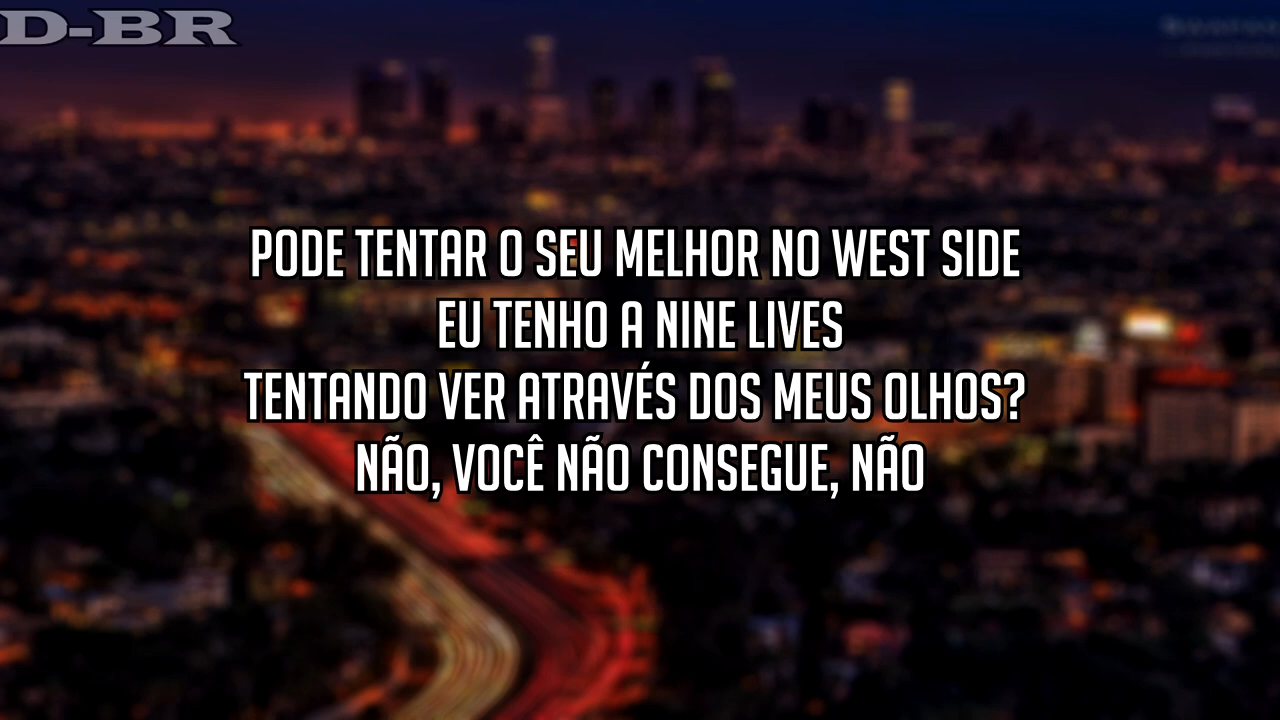 D-BR
PODE TENTAR O SEU MELHOR NO WEST SIDE
EU TENHO A NINE LIVES
TENTANDO VER ATRAVÉS DOS MEUS OLHOS?
NÃO, VOCÊ NÃO CONSEGUE, NÃO